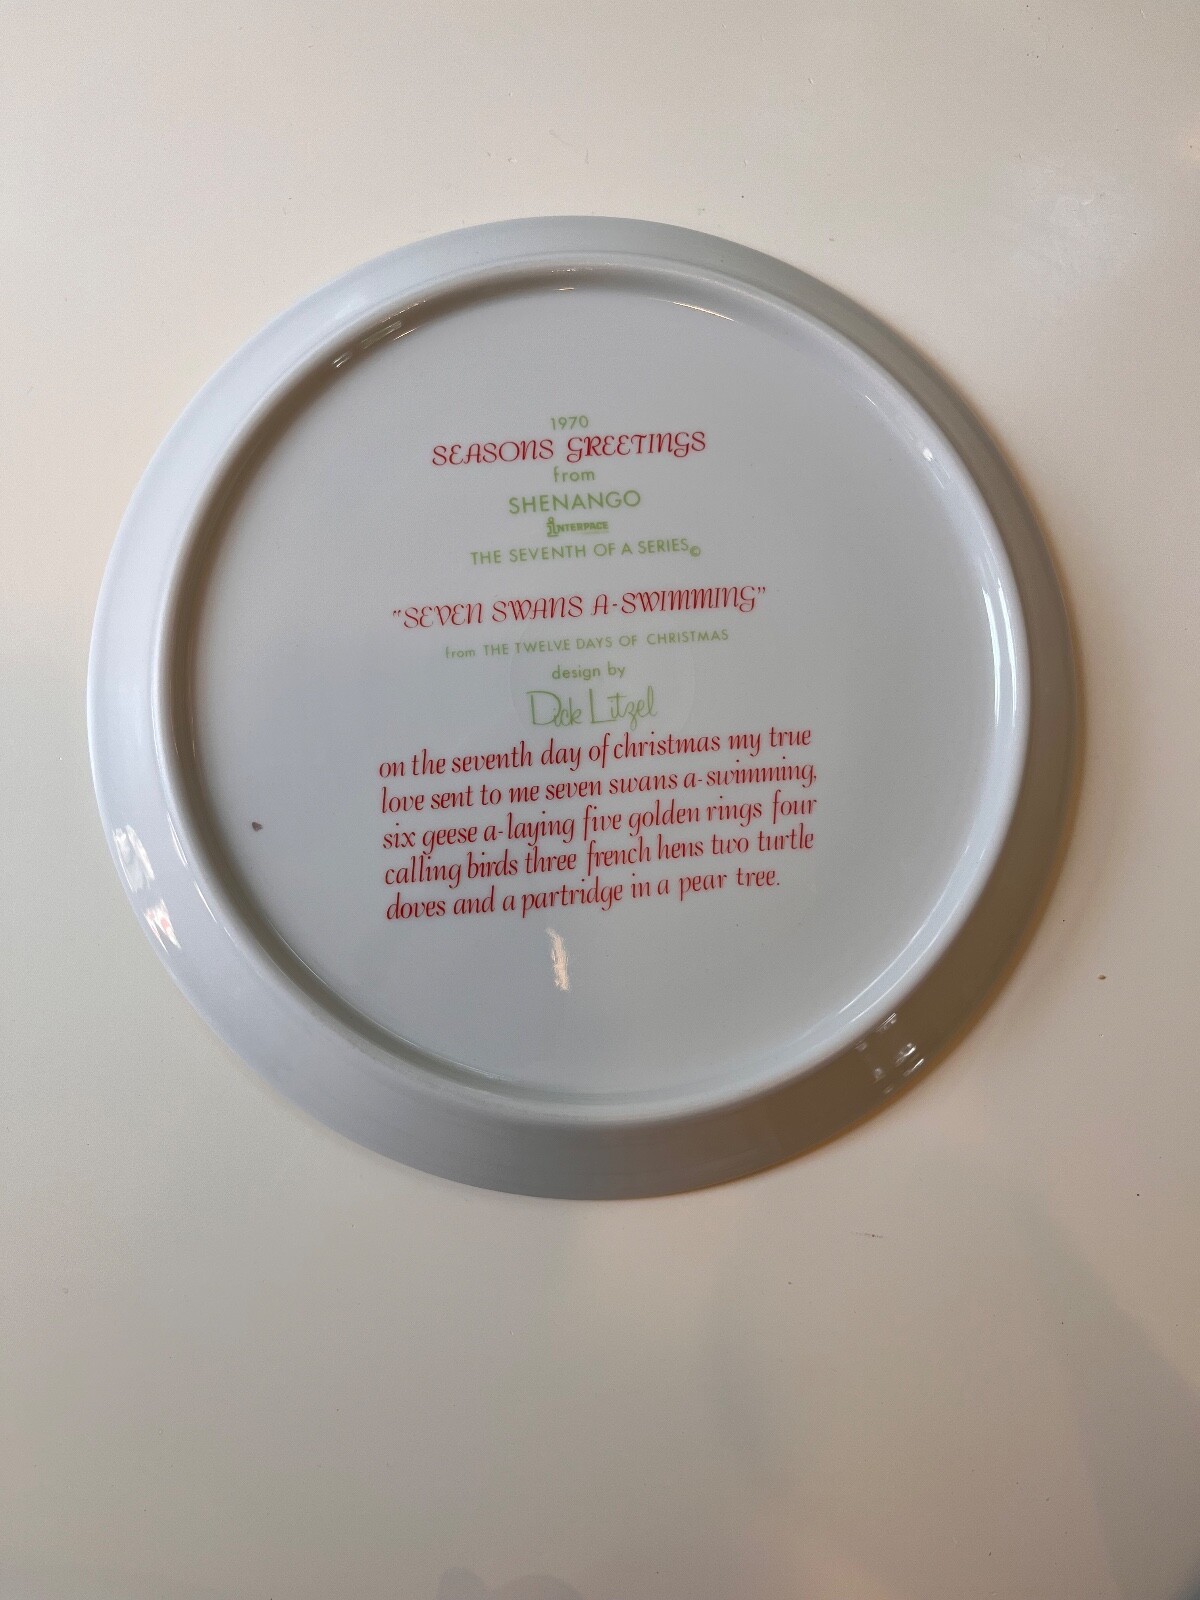 1970
SEASONS GREETINGS
from
SHENANGO
INTERPACE
THE SEVENTH OF A SERIES©
"SEVEN SWANS A-SWIMMING"
from THE TWELVE DAYS OF CHRISTMAS
design by
Dick Litzel
on the seventh day of christmas my true
love sent to me seven swans a-swimming,
six geese a-laying five golden rings four
calling birds three french hens two turtle
doves and a partridge in a pear tree.